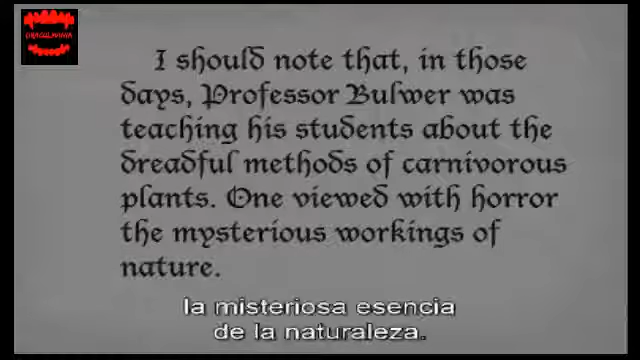 DRACULMANIA
I should note that, in those
days, Professor Bulwer was
teaching his students about the
dreadful methods of carnivorous
plants. One viewed with horror
the mysterious workings of
nature.
la misteriosa esencia
de la naturaleza.